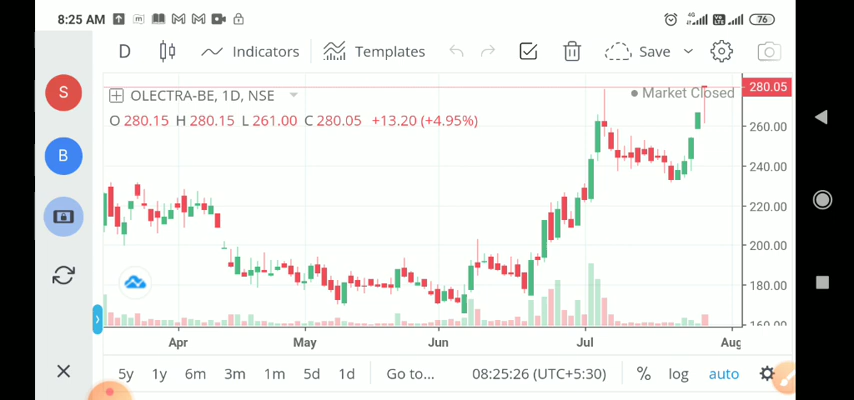 8:25 AM
4G
76
D Indicators Templates Save
OLECTRA-BE, 1D, NSE
Market Closed
280.05
O 280.15 H 280.15 L 261.00 C 280.05 +13.20 (+4.95%)
S
B
260.00
240.00
220.00
200.00
180.00
160.00
Apr May Jun Jul Aug
5y 1y 6m 3m 1m 5d 1d Go to... 08:25:26 (UTC+5:30) % log auto